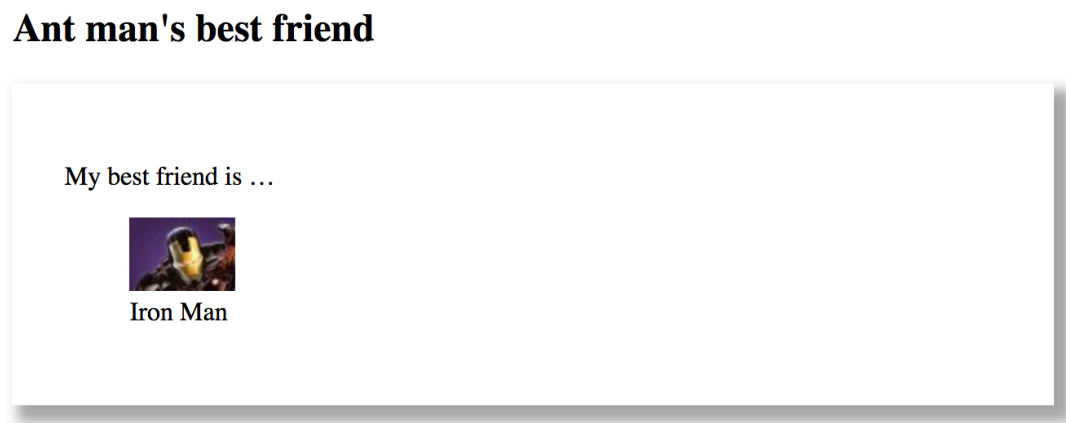 Ant man's best friend
My best friend is …
Iron Man